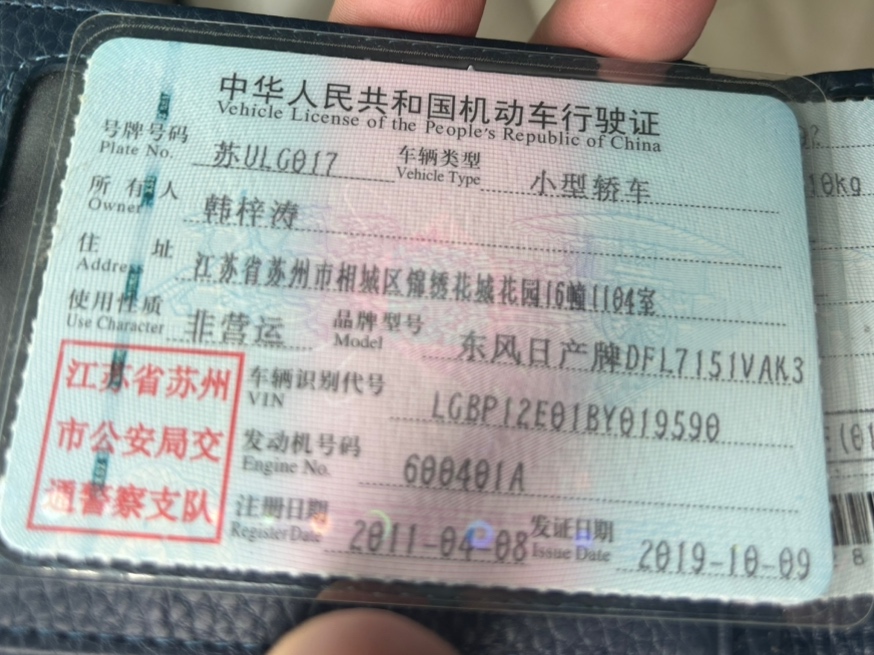 中华人民共和国机动车行驶证
Vehicle License of the People's Republic of China
号牌号码 苏ULG017 车辆类型 小型轿车
Plate No. Vehicle Type
所有人 韩梓涛
Owner
住址 江苏省苏州市相城区锦绣花城花园16幢1104室
Address
使用性质 非营运 品牌型号 东风日产牌DFL7151VAK3
Use Character Model
江苏省苏州 车辆识别代号 LGBP12E01BY019590
VIN
市公安局交 发动机号码 600401A
Engine No.
通警察支队 注册日期 2011-04-08 发证日期 2019-10-09
Register Date Issue Date
10kg
8